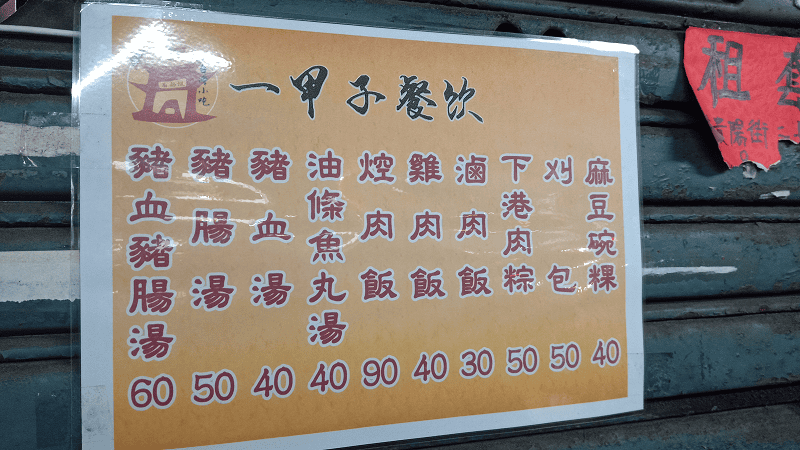 一甲子餐飲
小吃
麻豆碗粿 40
刈包 50
下港肉粽 50
滷肉飯 30
雞肉飯 40
焢肉飯 90
油條魚丸湯 40
豬血湯 40
豬腸湯 50
豬血豬腸湯 60
租